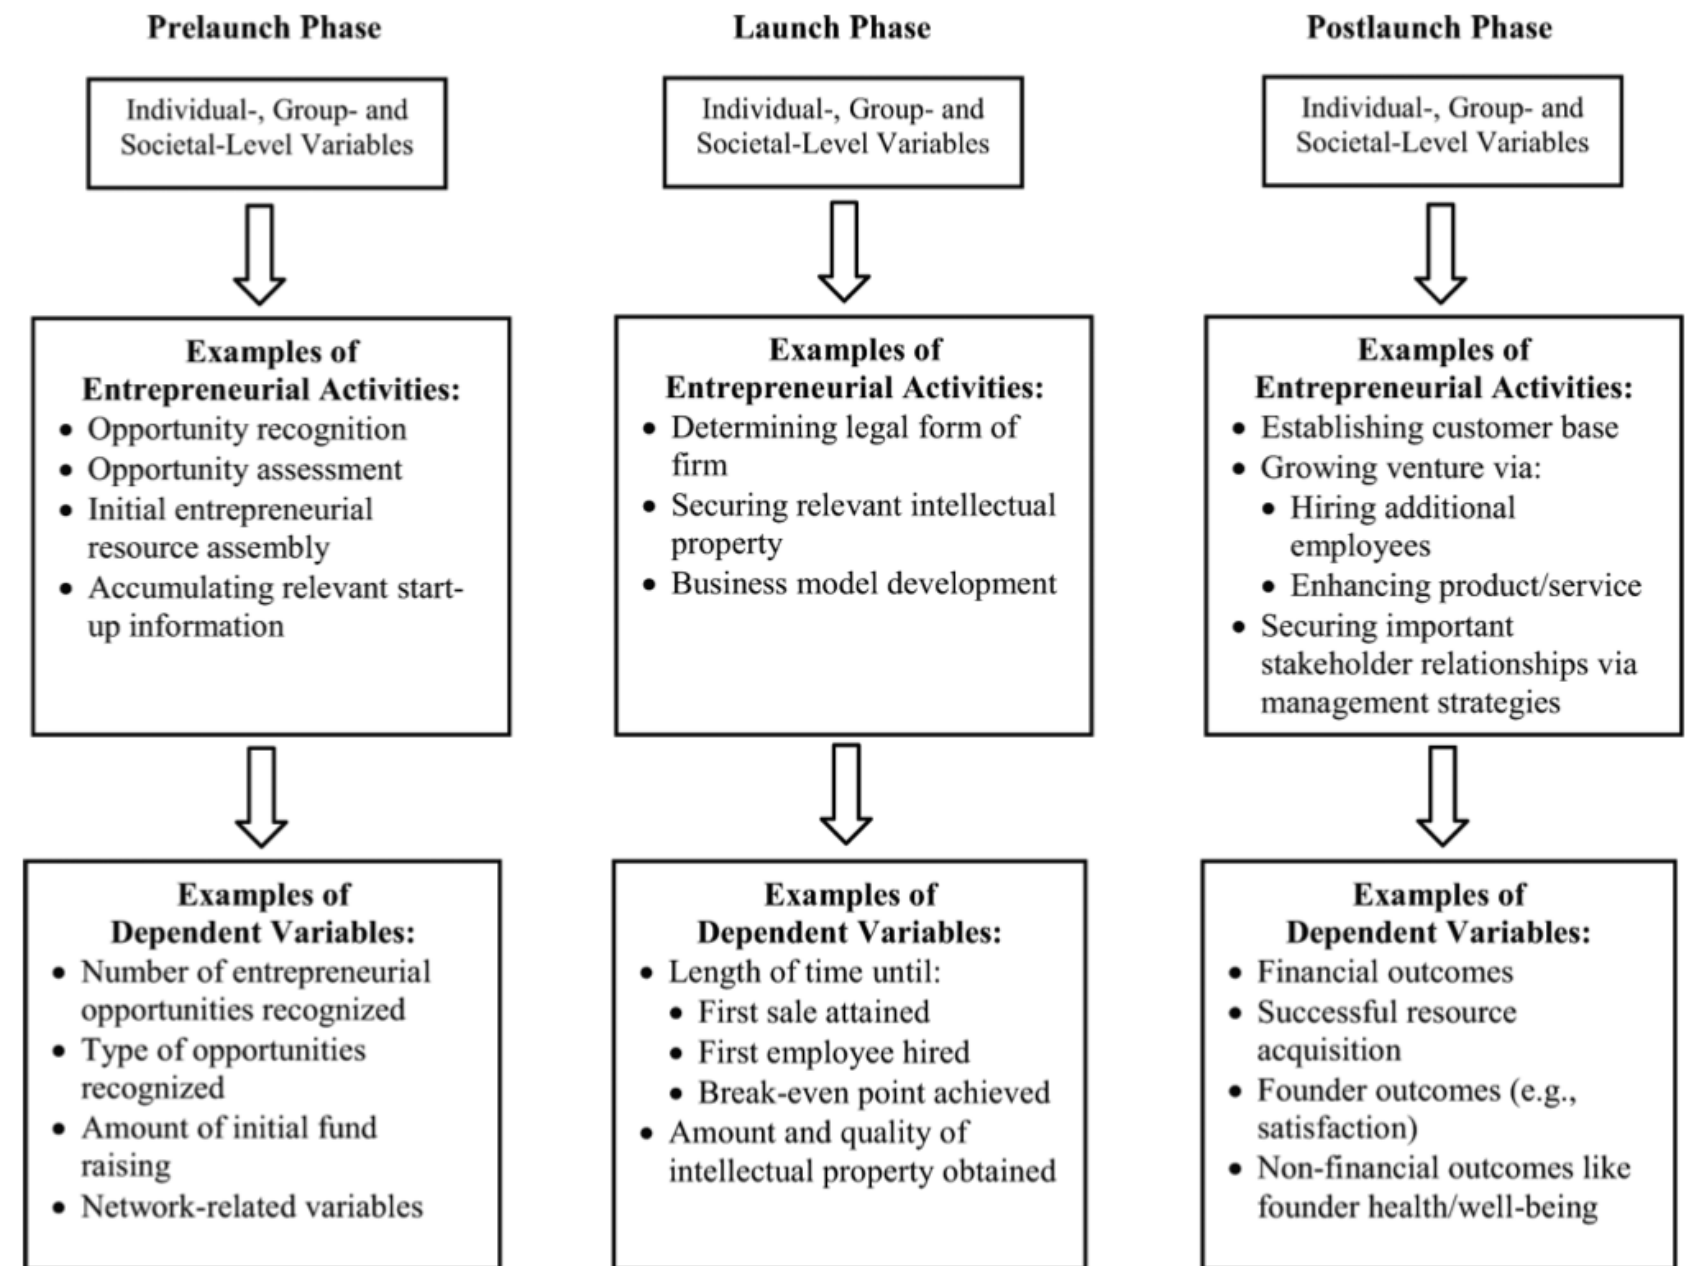 Prelaunch Phase
Individual-, Group- and
Societal-Level Variables
Examples of
Entrepreneurial Activities:
• Opportunity recognition
• Opportunity assessment
• Initial entrepreneurial
resource assembly
• Accumulating relevant start-
up information
Examples of
Dependent Variables:
• Number of entrepreneurial
opportunities recognized
• Type of opportunities
recognized
• Amount of initial fund
raising
• Network-related variables
Launch Phase
Individual-, Group- and
Societal-Level Variables
Examples of
Entrepreneurial Activities:
• Determining legal form of
firm
• Securing relevant intellectual
property
• Business model development
Examples of
Dependent Variables:
• Length of time until:
• First sale attained
• First employee hired
• Break-even point achieved
• Amount and quality of
intellectual property obtained
Postlaunch Phase
Individual-, Group- and
Societal-Level Variables
Examples of
Entrepreneurial Activities:
• Establishing customer base
• Growing venture via:
• Hiring additional
employees
• Enhancing product/service
• Securing important
stakeholder relationships via
management strategies
Examples of
Dependent Variables:
• Financial outcomes
• Successful resource
acquisition
• Founder outcomes (e.g.,
satisfaction)
• Non-financial outcomes like
founder health/well-being